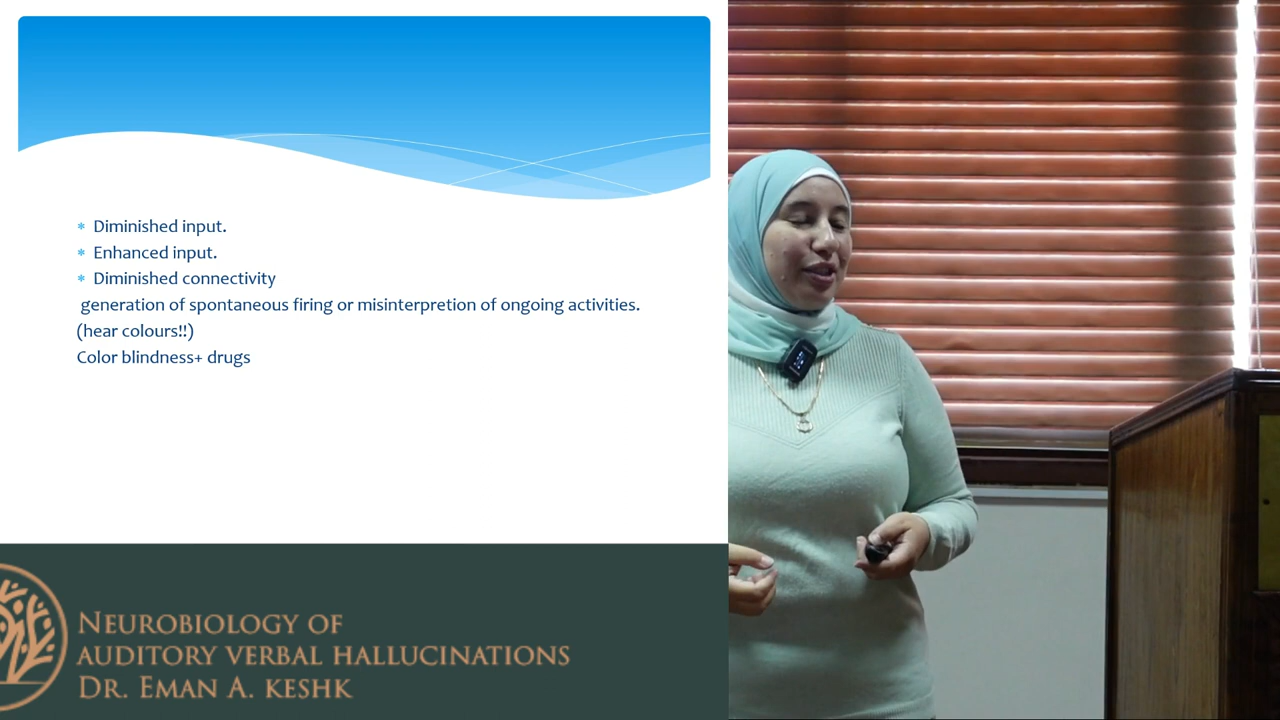 * Diminished input.
* Enhanced input.
* Diminished connectivity
generation of spontaneous firing or misinterpretion of ongoing activities.
(hear colours!!)
Color blindness+ drugs
Neurobiology of
auditory verbal hallucinations
Dr. Eman A. Keshk